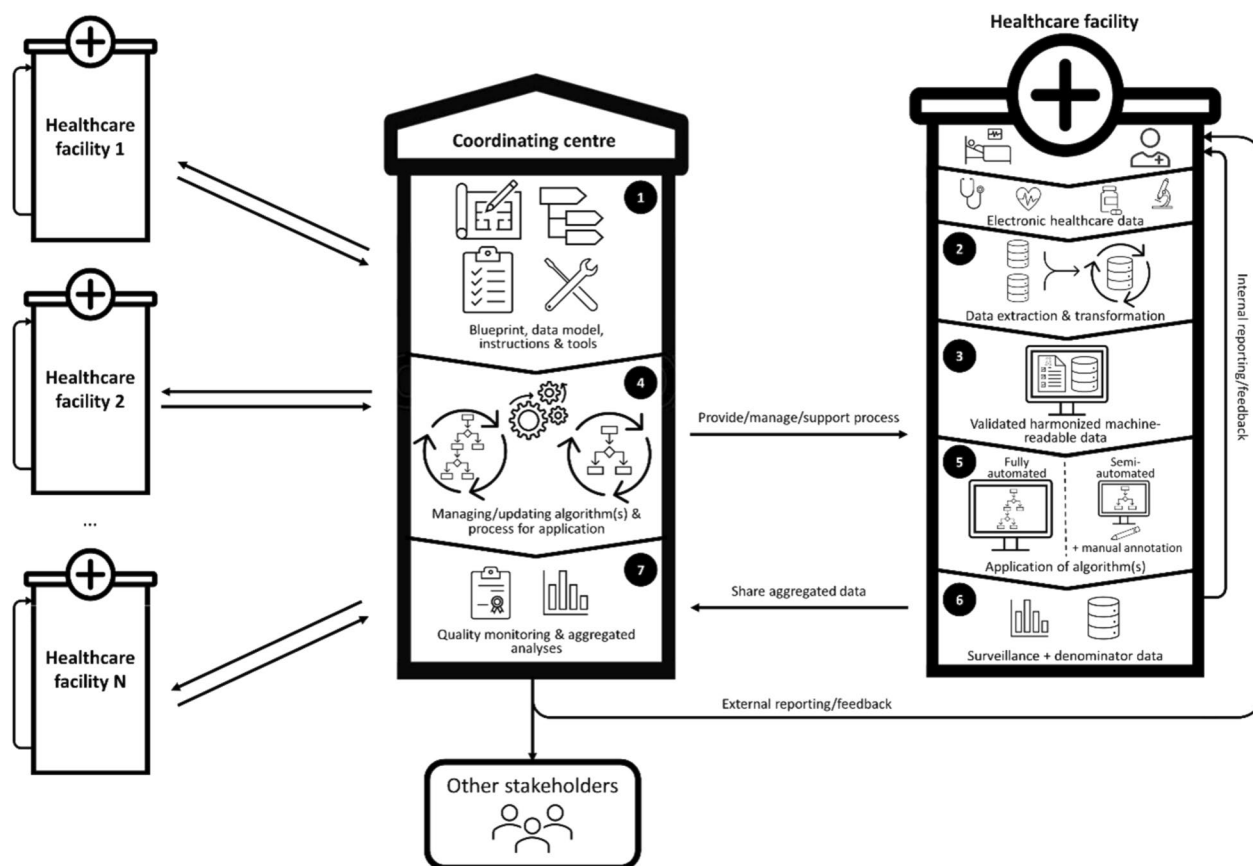 Healthcare
facility 1
Healthcare
facility 2
...
Healthcare
facility N
Coordinating centre
1
Blueprint, data model,
instructions & tools
4
Managing/updating algorithm(s) &
process for application
7
Quality monitoring & aggregated
analyses
Provide/manage/support process
Share aggregated data
External reporting/feedback
Other stakeholders
Healthcare facility
Electronic healthcare data
2
Data extraction & transformation
3
Validated harmonized machine-
readable data
5
Fully
automated
Semi-
automated
+ manual annotation
Application of algorithm(s)
6
Surveillance + denominator data
Internal
reporting/feedback